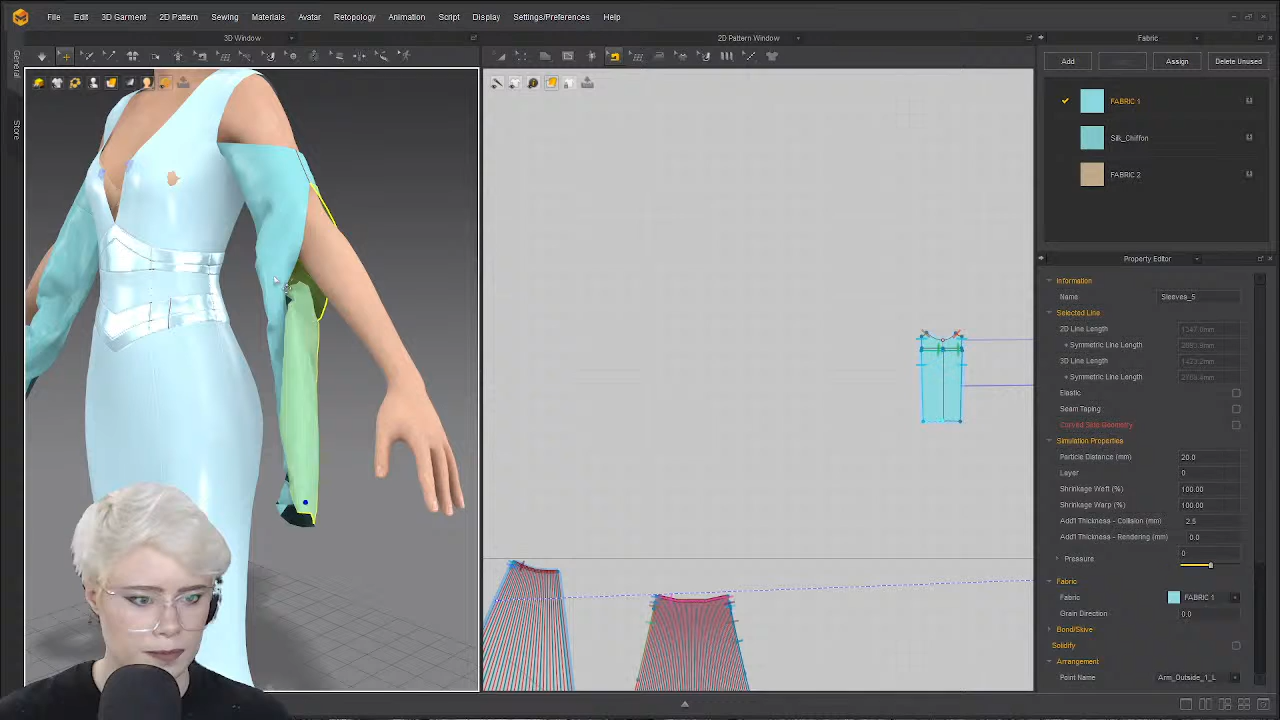 File Edit 3D Garment 2D Pattern Sewing Materials Avatar Retopology Animation Script Display Settings/Preferences Help
3D Window
2D Pattern Window
Fabric
General
Store
Add
Assign
Delete Unused
FABRIC 1
Silk_Chiffon
FABRIC 2
Property Editor
Information
Name Sleeves_5
Selected Line
2D Line Length
+ Symmetric Line Length
3D Line Length
+ Symmetric Line Length
Elastic
Seam Taping
Curved Side Geometry
Simulation Properties
Particle Distance (mm) 20.0
Layer 0
Shrinkage Weft (%) 100.00
Shrinkage Warp (%) 100.00
Add'l Thickness - Collision (mm) 2.5
Add'l Thickness - Rendering (mm) 0.0
Pressure 0
Fabric
Fabric FABRIC 1
Grain Direction 0.0
Bond/Skive
Solidify
Arrangement
Point Name Arm_Outside_1_L